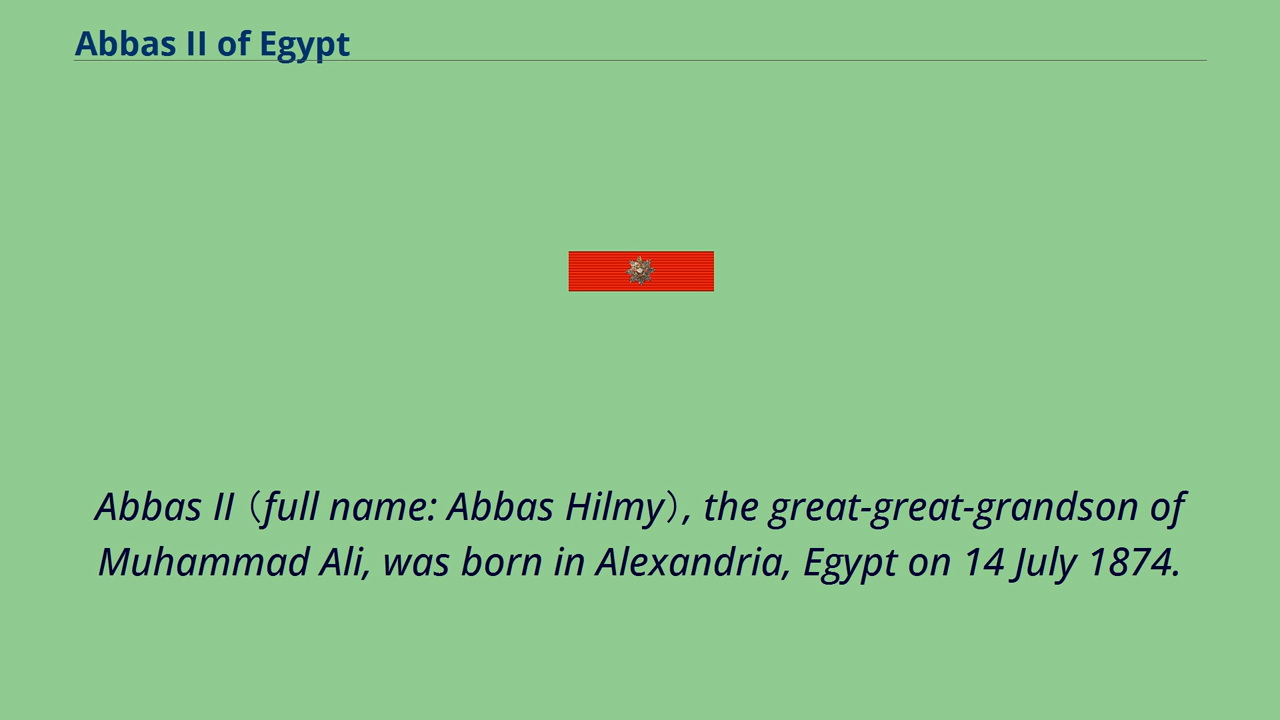 Abbas II of Egypt
Abbas II（full name: Abbas Hilmy）, the great-great-grandson of
Muhammad Ali, was born in Alexandria, Egypt on 14 July 1874.